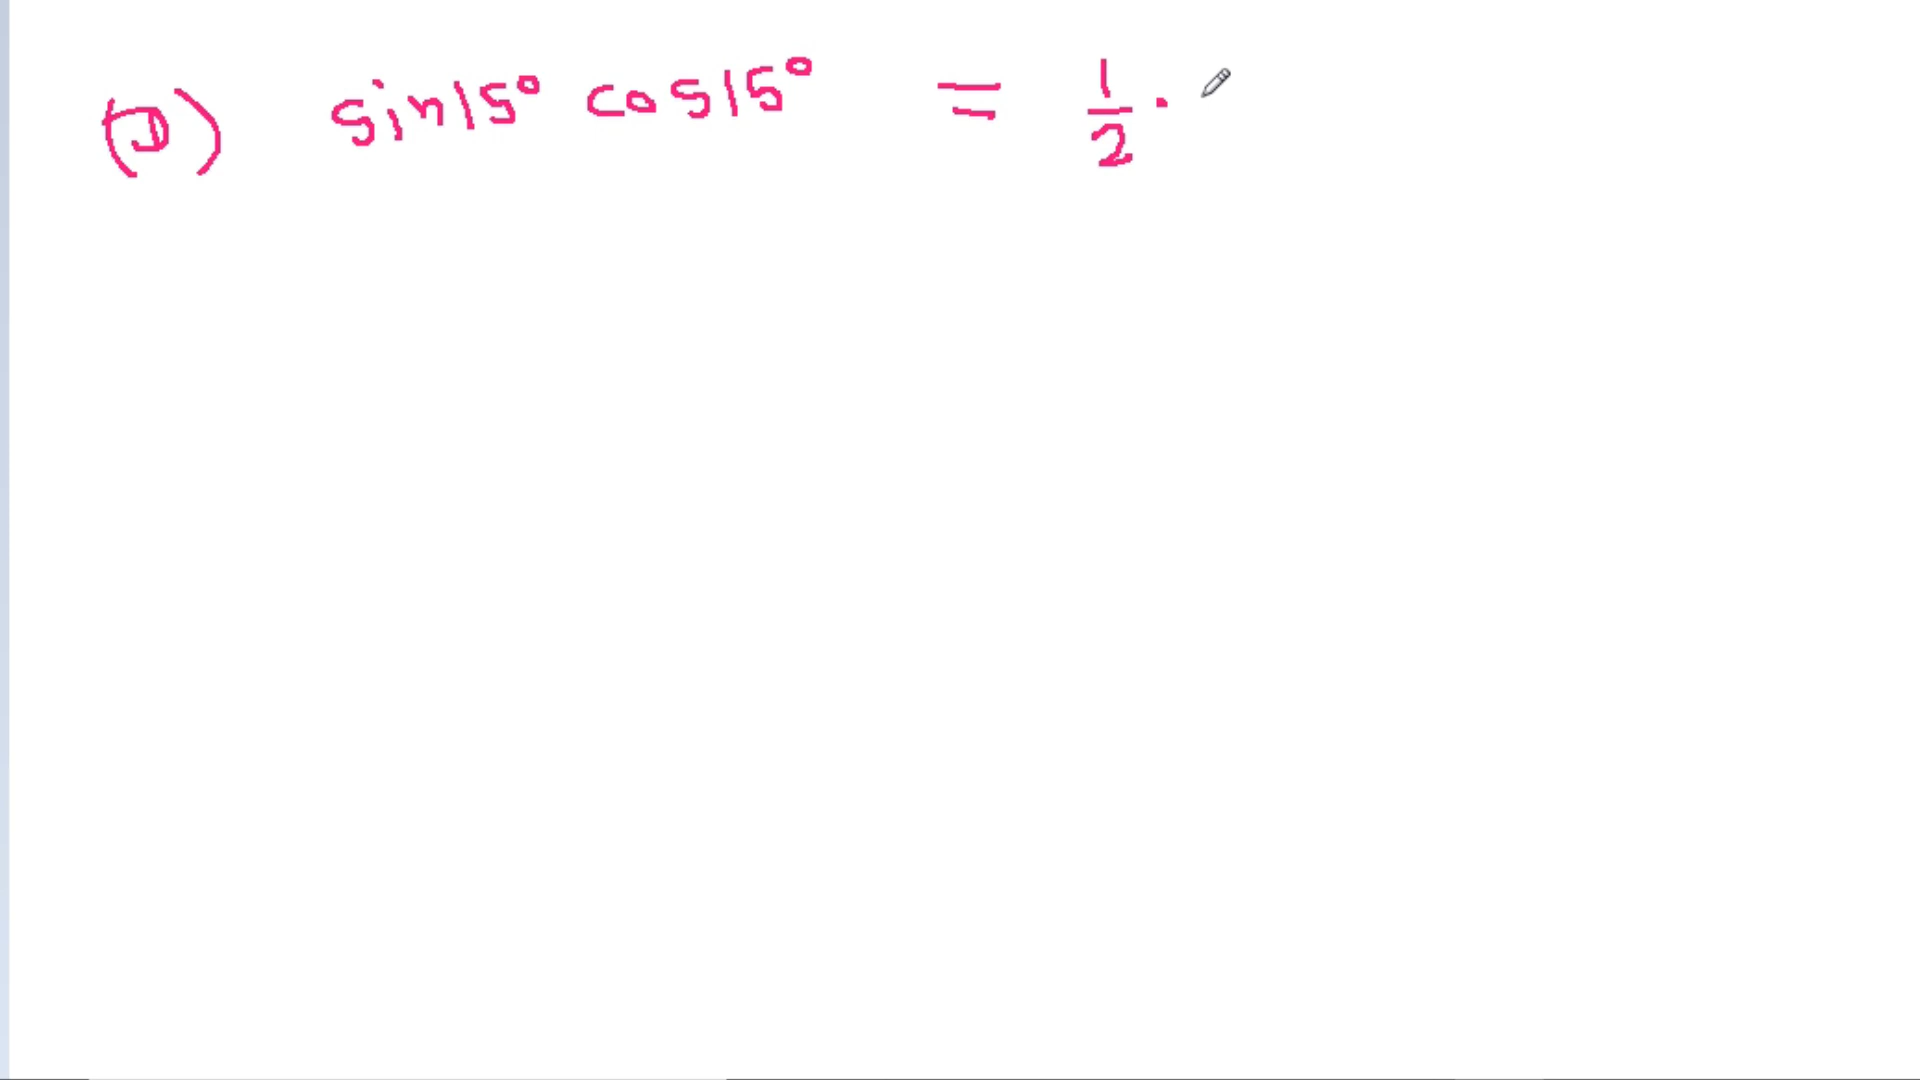 sin15° cos15° = 1/2 .